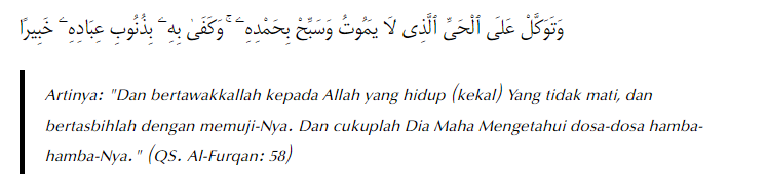 وَتَوَكَّلْ عَلَى ٱلْحَىِّ ٱلَّذِى لَا يَمُوتُ وَسَبِّحْ بِحَمْدِهِۦ ۚ وَكَفَىٰ بِهِۦ بِذُنُوبِ عِبَادِهِۦ خَبِيرًا
Artinya: "Dan bertawakkallah kepada Allah yang hidup (kekal) Yang tidak mati, dan
bertasbihlah dengan memuji-Nya. Dan cukuplah Dia Maha Mengetahui dosa-dosa hamba-
hamba-Nya. " (QS. Al-Furqan: 58)